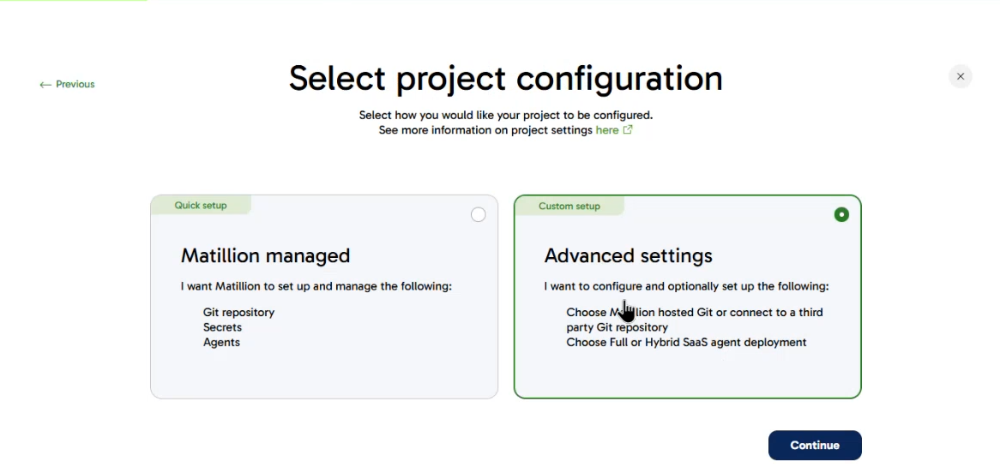 ← Previous
Select project configuration
Select how you would like your project to be configured.
See more information on project settings here
Quick setup
Matillion managed
I want Matillion to set up and manage the following:
Git repository
Secrets
Agents
Custom setup
Advanced settings
I want to configure and optionally set up the following:
Choose Matillion hosted Git or connect to a third
party Git repository
Choose Full or Hybrid SaaS agent deployment
Continue